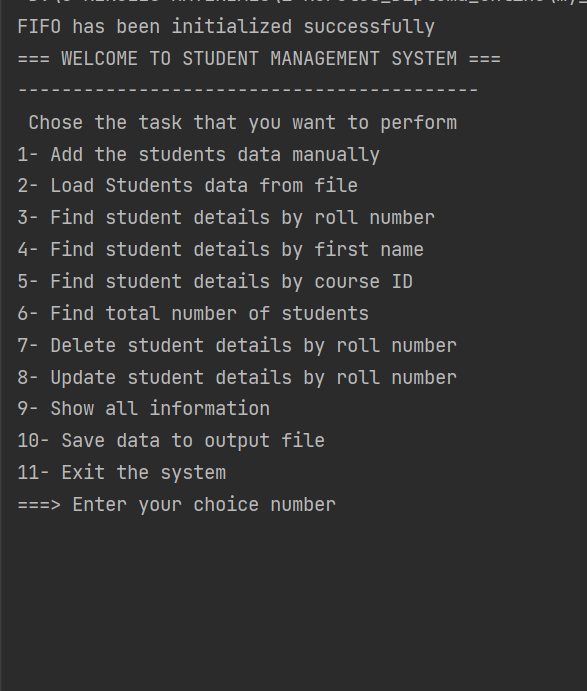 FIFO has been initialized successfully
=== WELCOME TO STUDENT MANAGEMENT SYSTEM ===
------------------------------------------
Chose the task that you want to perform
1- Add the students data manually
2- Load Students data from file
3- Find student details by roll number
4- Find student details by first name
5- Find student details by course ID
6- Find total number of students
7- Delete student details by roll number
8- Update student details by roll number
9- Show all information
10- Save data to output file
11- Exit the system
===> Enter your choice number